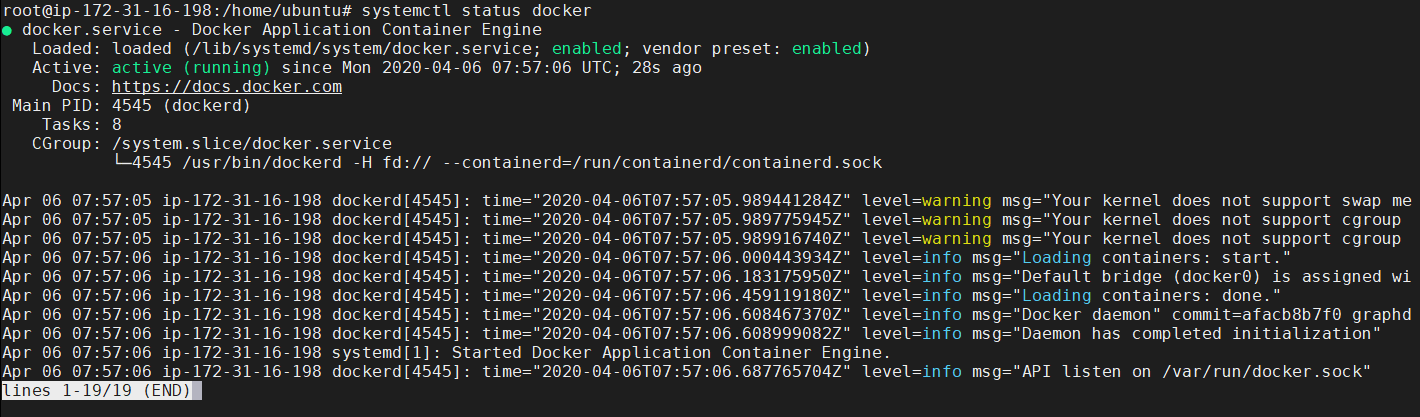 root@ip-172-31-16-198:/home/ubuntu# systemctl status docker
● docker.service - Docker Application Container Engine
   Loaded: loaded (/lib/systemd/system/docker.service; enabled; vendor preset: enabled)
   Active: active (running) since Mon 2020-04-06 07:57:06 UTC; 28s ago
     Docs: https://docs.docker.com
 Main PID: 4545 (dockerd)
    Tasks: 8
   CGroup: /system.slice/docker.service
           └─4545 /usr/bin/dockerd -H fd:// --containerd=/run/containerd/containerd.sock

Apr 06 07:57:05 ip-172-31-16-198 dockerd[4545]: time="2020-04-06T07:57:05.989441284Z" level=warning msg="Your kernel does not support swap me
Apr 06 07:57:05 ip-172-31-16-198 dockerd[4545]: time="2020-04-06T07:57:05.989775945Z" level=warning msg="Your kernel does not support cgroup
Apr 06 07:57:05 ip-172-31-16-198 dockerd[4545]: time="2020-04-06T07:57:05.989916740Z" level=warning msg="Your kernel does not support cgroup
Apr 06 07:57:06 ip-172-31-16-198 dockerd[4545]: time="2020-04-06T07:57:06.000443934Z" level=info msg="Loading containers: start."
Apr 06 07:57:06 ip-172-31-16-198 dockerd[4545]: time="2020-04-06T07:57:06.183175950Z" level=info msg="Default bridge (docker0) is assigned wi
Apr 06 07:57:06 ip-172-31-16-198 dockerd[4545]: time="2020-04-06T07:57:06.459119180Z" level=info msg="Loading containers: done."
Apr 06 07:57:06 ip-172-31-16-198 dockerd[4545]: time="2020-04-06T07:57:06.608467370Z" level=info msg="Docker daemon" commit=afacb8b7f0 graphd
Apr 06 07:57:06 ip-172-31-16-198 dockerd[4545]: time="2020-04-06T07:57:06.608999082Z" level=info msg="Daemon has completed initialization"
Apr 06 07:57:06 ip-172-31-16-198 systemd[1]: Started Docker Application Container Engine.
Apr 06 07:57:06 ip-172-31-16-198 dockerd[4545]: time="2020-04-06T07:57:06.687765704Z" level=info msg="API listen on /var/run/docker.sock"
lines 1-19/19 (END)